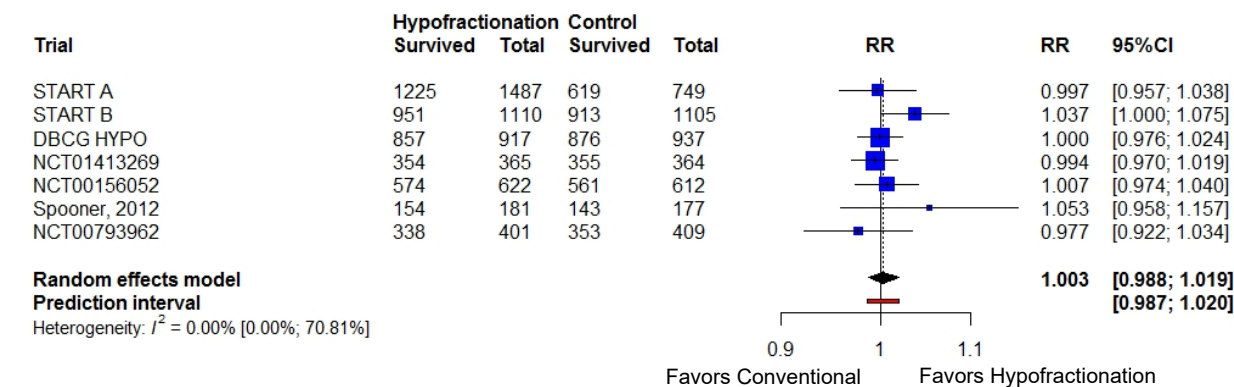 Hypofractionation Control
Trial Survived Total Survived Total RR RR 95%CI
START A 1225 1487 619 749 0.997 [0.957; 1.038]
START B 951 1110 913 1105 1.037 [1.000; 1.075]
DBCG HYPO 857 917 876 937 1.000 [0.976; 1.024]
NCT01413269 354 365 355 364 0.994 [0.970; 1.019]
NCT00156052 574 622 561 612 1.007 [0.974; 1.040]
Spooner, 2012 154 181 143 177 1.053 [0.958; 1.157]
NCT00793962 338 401 353 409 0.977 [0.922; 1.034]
Random effects model 1.003 [0.988; 1.019]
Prediction interval [0.987; 1.020]
Heterogeneity: I² = 0.00% [0.00%; 70.81%]
0.9 1 1.1
Favors Conventional Favors Hypofractionation